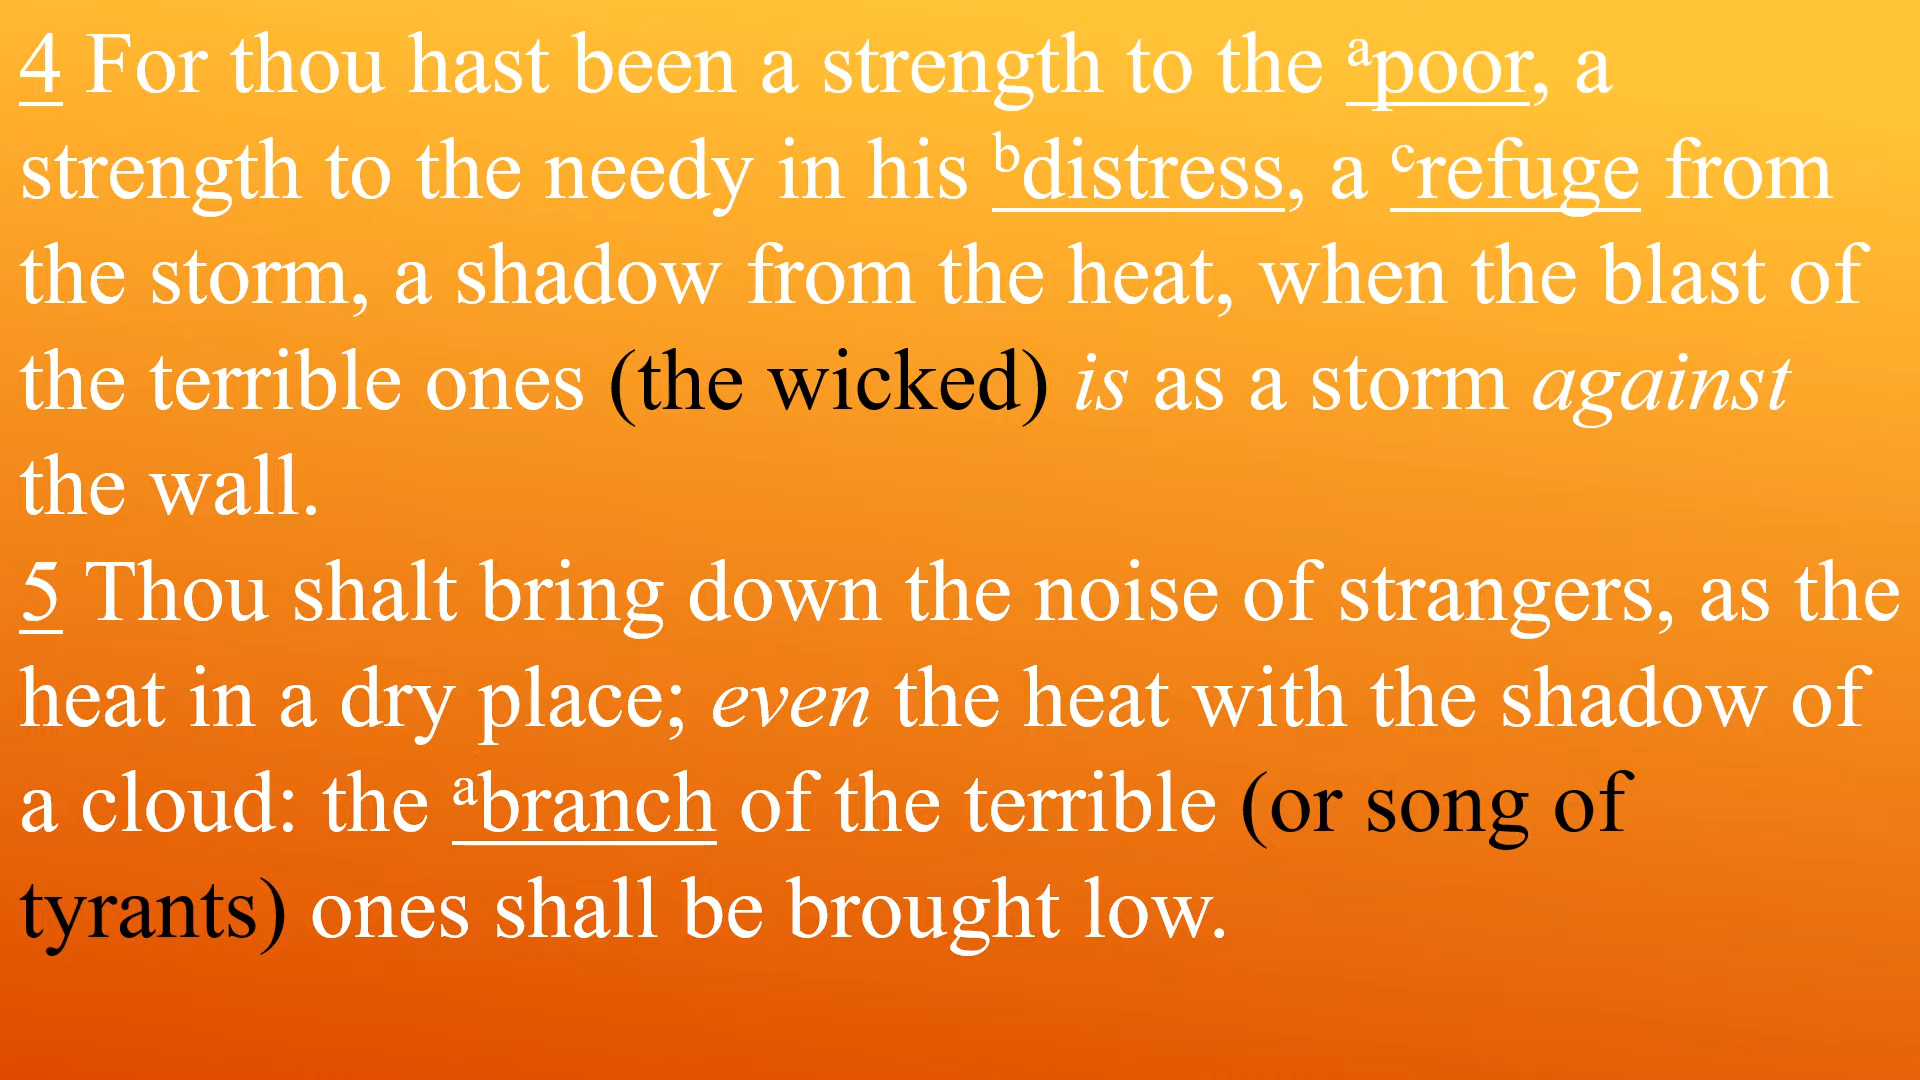 4 For thou hast been a strength to the apoor, a
strength to the needy in his bdistress, a crefuge from
the storm, a shadow from the heat, when the blast of
the terrible ones (the wicked) is as a storm against
the wall.
5 Thou shalt bring down the noise of strangers, as the
heat in a dry place; even the heat with the shadow of
a cloud: the abranch of the terrible (or song of
tyrants) ones shall be brought low.